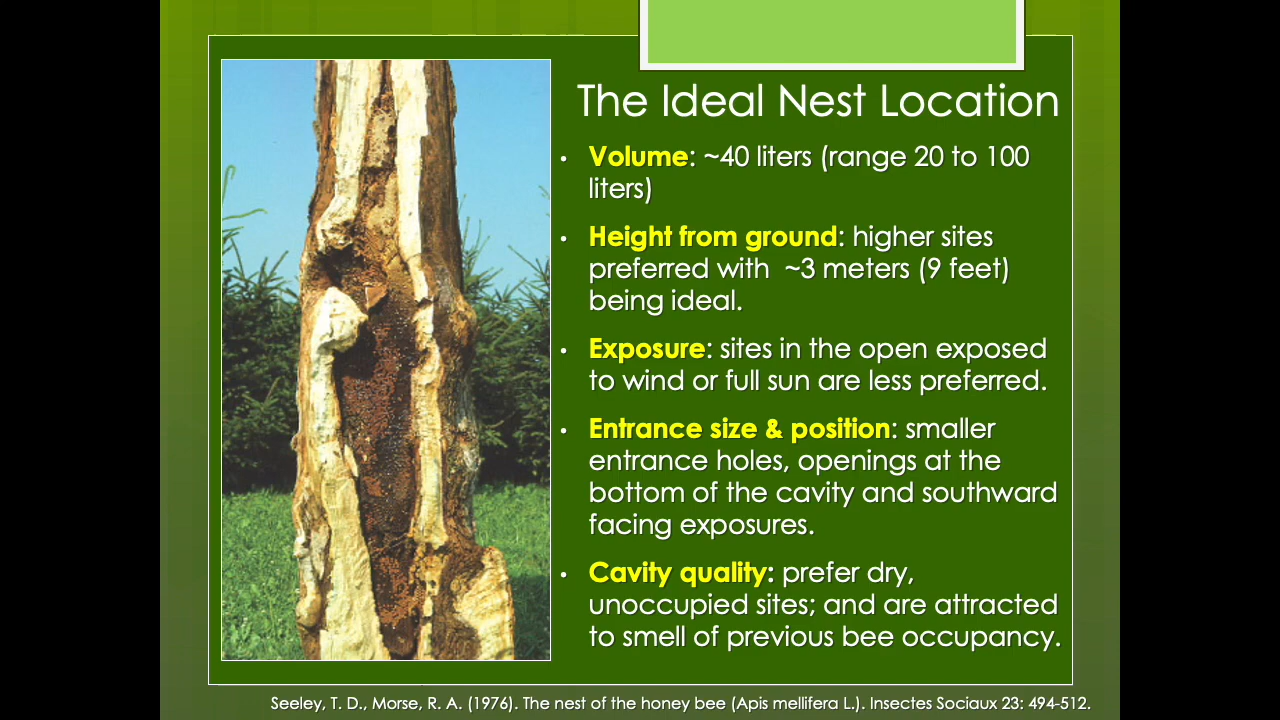 The Ideal Nest Location
• Volume: ~40 liters (range 20 to 100
liters)
• Height from ground: higher sites
preferred with ~3 meters (9 feet)
being ideal.
• Exposure: sites in the open exposed
to wind or full sun are less preferred.
• Entrance size & position: smaller
entrance holes, openings at the
bottom of the cavity and southward
facing exposures.
• Cavity quality: prefer dry,
unoccupied sites; and are attracted
to smell of previous bee occupancy.
Seeley, T. D., Morse, R. A. (1976). The nest of the honey bee (Apis mellifera L.). Insectes Sociaux 23: 494-512.